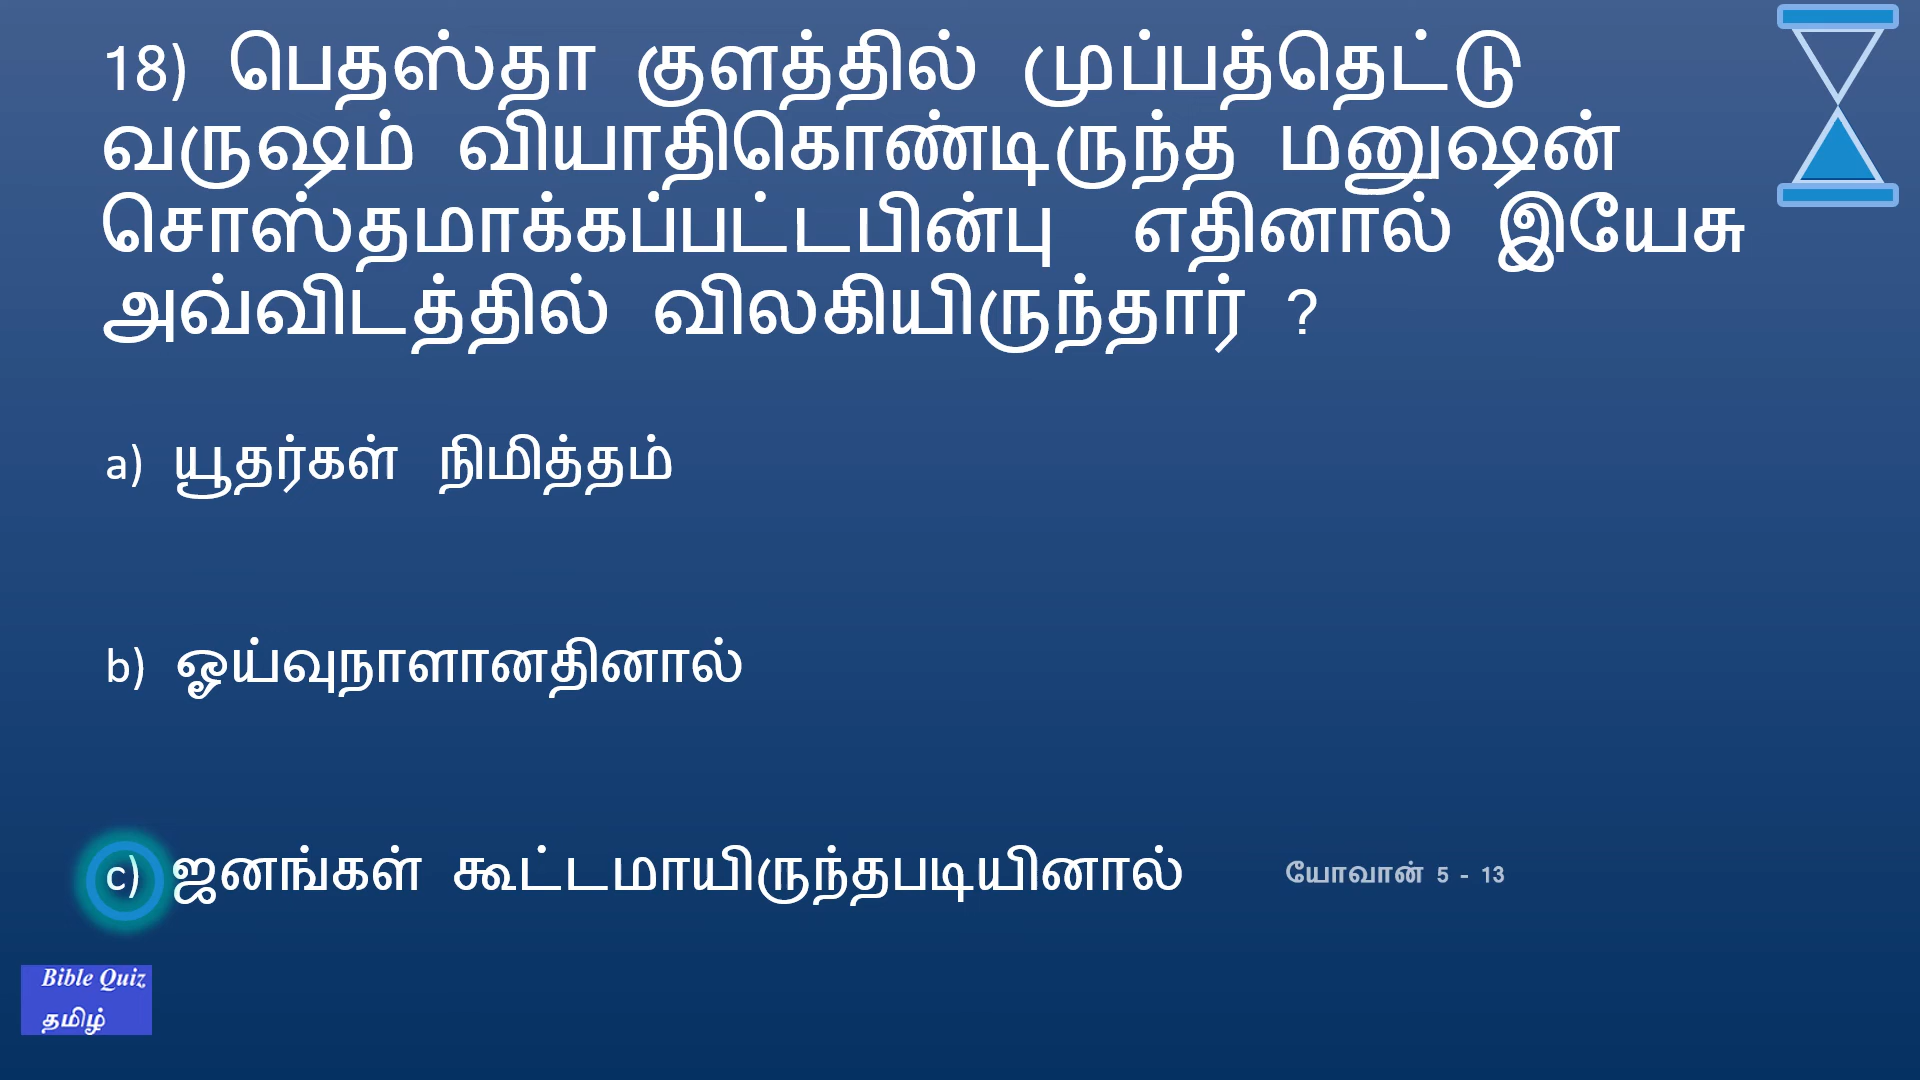 18) பெதஸ்தா குளத்தில் முப்பத்தெட்டு
வருஷம் வியாதிகொண்டிருந்த மனுஷன்
சொஸ்தமாக்கப்பட்டபின்பு எதினால் இயேசு
அவ்விடத்தில் விலகியிருந்தார் ?
a) யூதர்கள் நிமித்தம்
b) ஓய்வுநாளானதினால்
c) ஜனங்கள் கூட்டமாயிருந்தபடியினால் யோவான் 5 - 13
Bible Quiz
தமிழ்